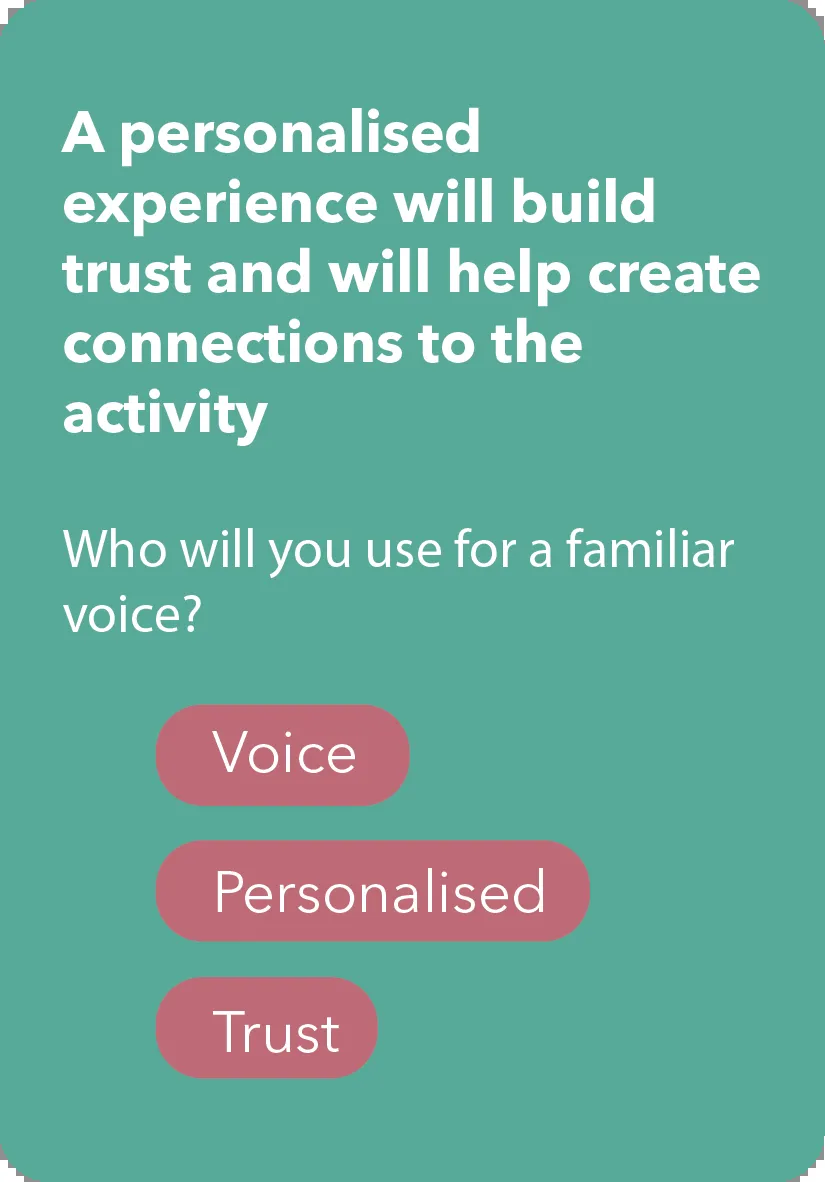 A personalised
experience will build
trust and will help create
connections to the
activity
Who will you use for a familiar
voice?
Voice
Personalised
Trust